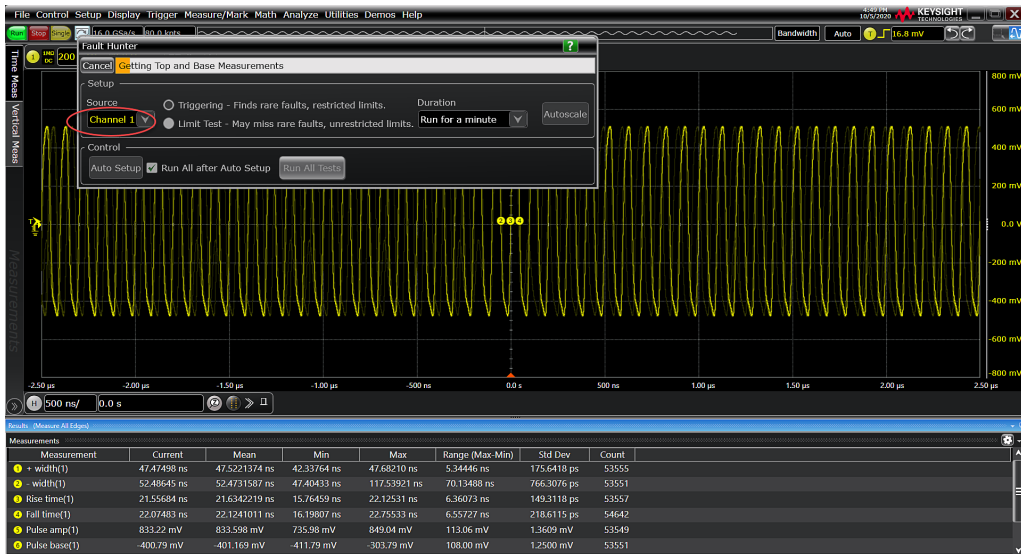 File Control Setup Display Trigger Measure/Mark Math Analyze Utilities Demos Help
4:49 PM
10/5/2020
KEYSIGHT
TECHNOLOGIES
Run Stop Single 16.0 GSa/s 80.0 kpts Bandwidth Auto T 16.8 mV
1 1MΩ DC 200
Time Meas
Vertical Meas
Measurements
Fault Hunter ?
Cancel Getting Top and Base Measurements
Setup
Source
Channel 1
Triggering - Finds rare faults, restricted limits.
Limit Test - May miss rare faults, unrestricted limits.
Duration
Run for a minute
Autoscale
Control
Auto Setup Run All after Auto Setup Run All Tests
800 mV
600 mV
400 mV
200 mV
0.0 V
-200 mV
-400 mV
-600 mV
-800 mV
T
2 3 4
-2.50 µs -2.00 µs -1.50 µs -1.00 µs -500 ns 0.0 s 500 ns 1.00 µs 1.50 µs 2.00 µs 2.50 µs
H 500 ns/ 0.0 s Z
Results (Measure All Edges)
Measurements
Measurement Current Mean Min Max Range (Max-Min) Std Dev Count
1 + width(1) 47.47498 ns 47.5221374 ns 42.33764 ns 47.68210 ns 5.34446 ns 175.6418 ps 53555
2 - width(1) 52.48645 ns 52.4731587 ns 47.40433 ns 117.53921 ns 70.13488 ns 766.3076 ps 53551
3 Rise time(1) 21.55684 ns 21.6342219 ns 15.76459 ns 22.12531 ns 6.36073 ns 149.3118 ps 53557
4 Fall time(1) 22.07483 ns 22.1241011 ns 16.19807 ns 22.75533 ns 6.55727 ns 218.6115 ps 54642
5 Pulse amp(1) 833.22 mV 833.598 mV 735.98 mV 849.04 mV 113.06 mV 1.3609 mV 53549
6 Pulse base(1) -400.79 mV -401.169 mV -411.79 mV -303.79 mV 108.00 mV 1.2500 mV 53551